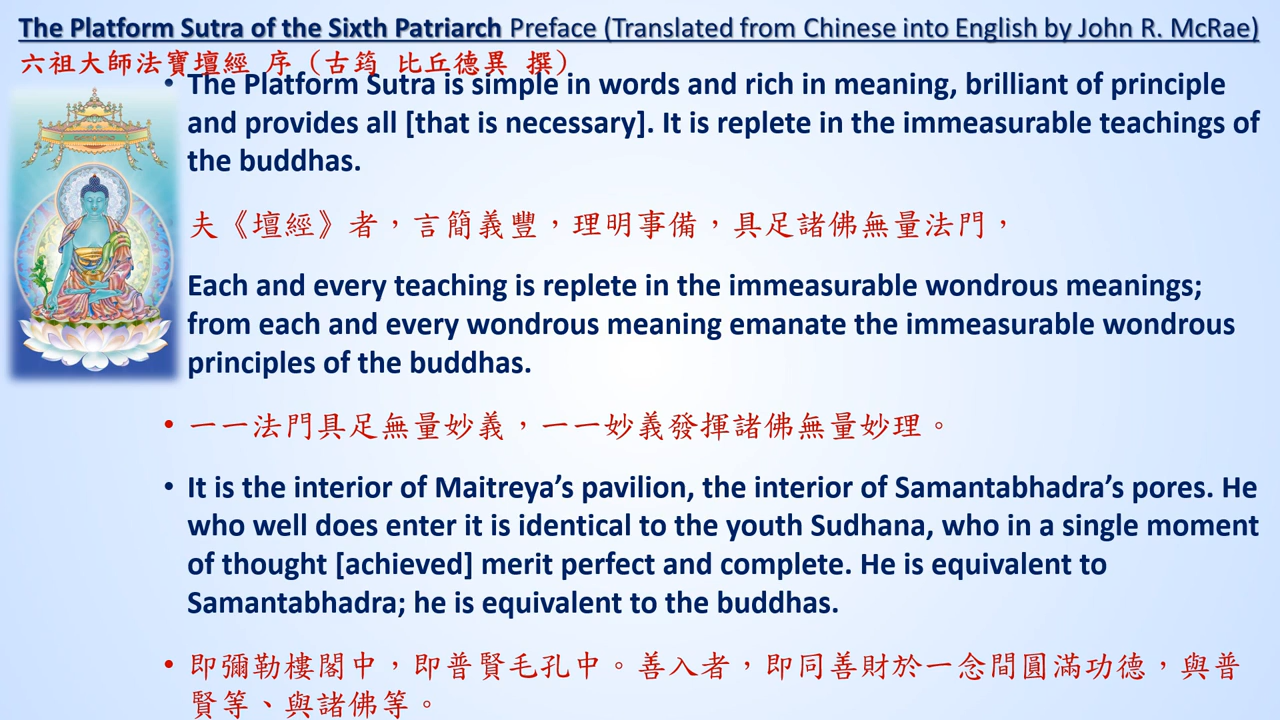 The Platform Sutra of the Sixth Patriarch Preface (Translated from Chinese into English by John R. McRae)
六祖大師法寶壇經 序 (古筠 比丘德異 撰)
• The Platform Sutra is simple in words and rich in meaning, brilliant of principle
and provides all [that is necessary]. It is replete in the immeasurable teachings of
the buddhas.
夫《壇經》者，言簡義豐，理明事備，具足諸佛無量法門，
Each and every teaching is replete in the immeasurable wondrous meanings;
from each and every wondrous meaning emanate the immeasurable wondrous
principles of the buddhas.
• 一一法門具足無量妙義，一一妙義發揮諸佛無量妙理。
• It is the interior of Maitreya’s pavilion, the interior of Samantabhadra’s pores. He
who well does enter it is identical to the youth Sudhana, who in a single moment
of thought [achieved] merit perfect and complete. He is equivalent to
Samantabhadra; he is equivalent to the buddhas.
• 即彌勒樓閣中，即普賢毛孔中。善入者，即同善財於一念間圓滿功德，與普
賢等、與諸佛等。